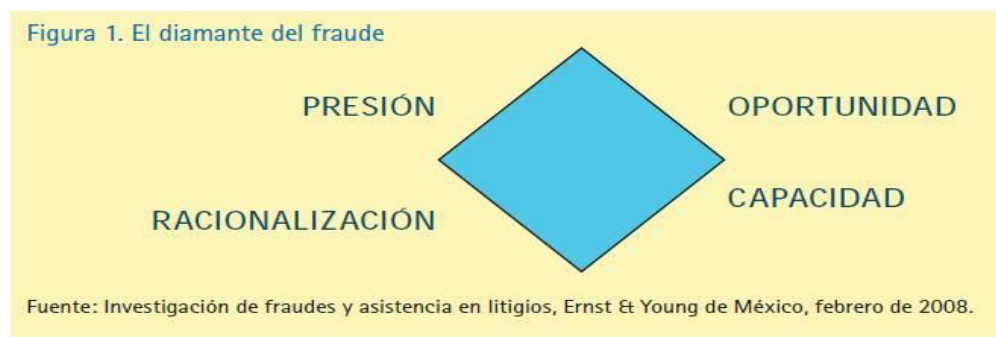 Figura 1. El diamante del fraude
PRESIÓN
OPORTUNIDAD
RACIONALIZACIÓN
CAPACIDAD
Fuente: Investigación de fraudes y asistencia en litigios, Ernst & Young de México, febrero de 2008.